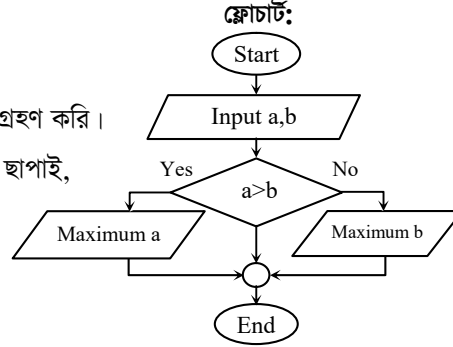 ফ্লোচার্ট:
Start
Input a,b
গ্রহণ করি।
ছাপাই,
Yes
No
a>b
Maximum a
Maximum b
End